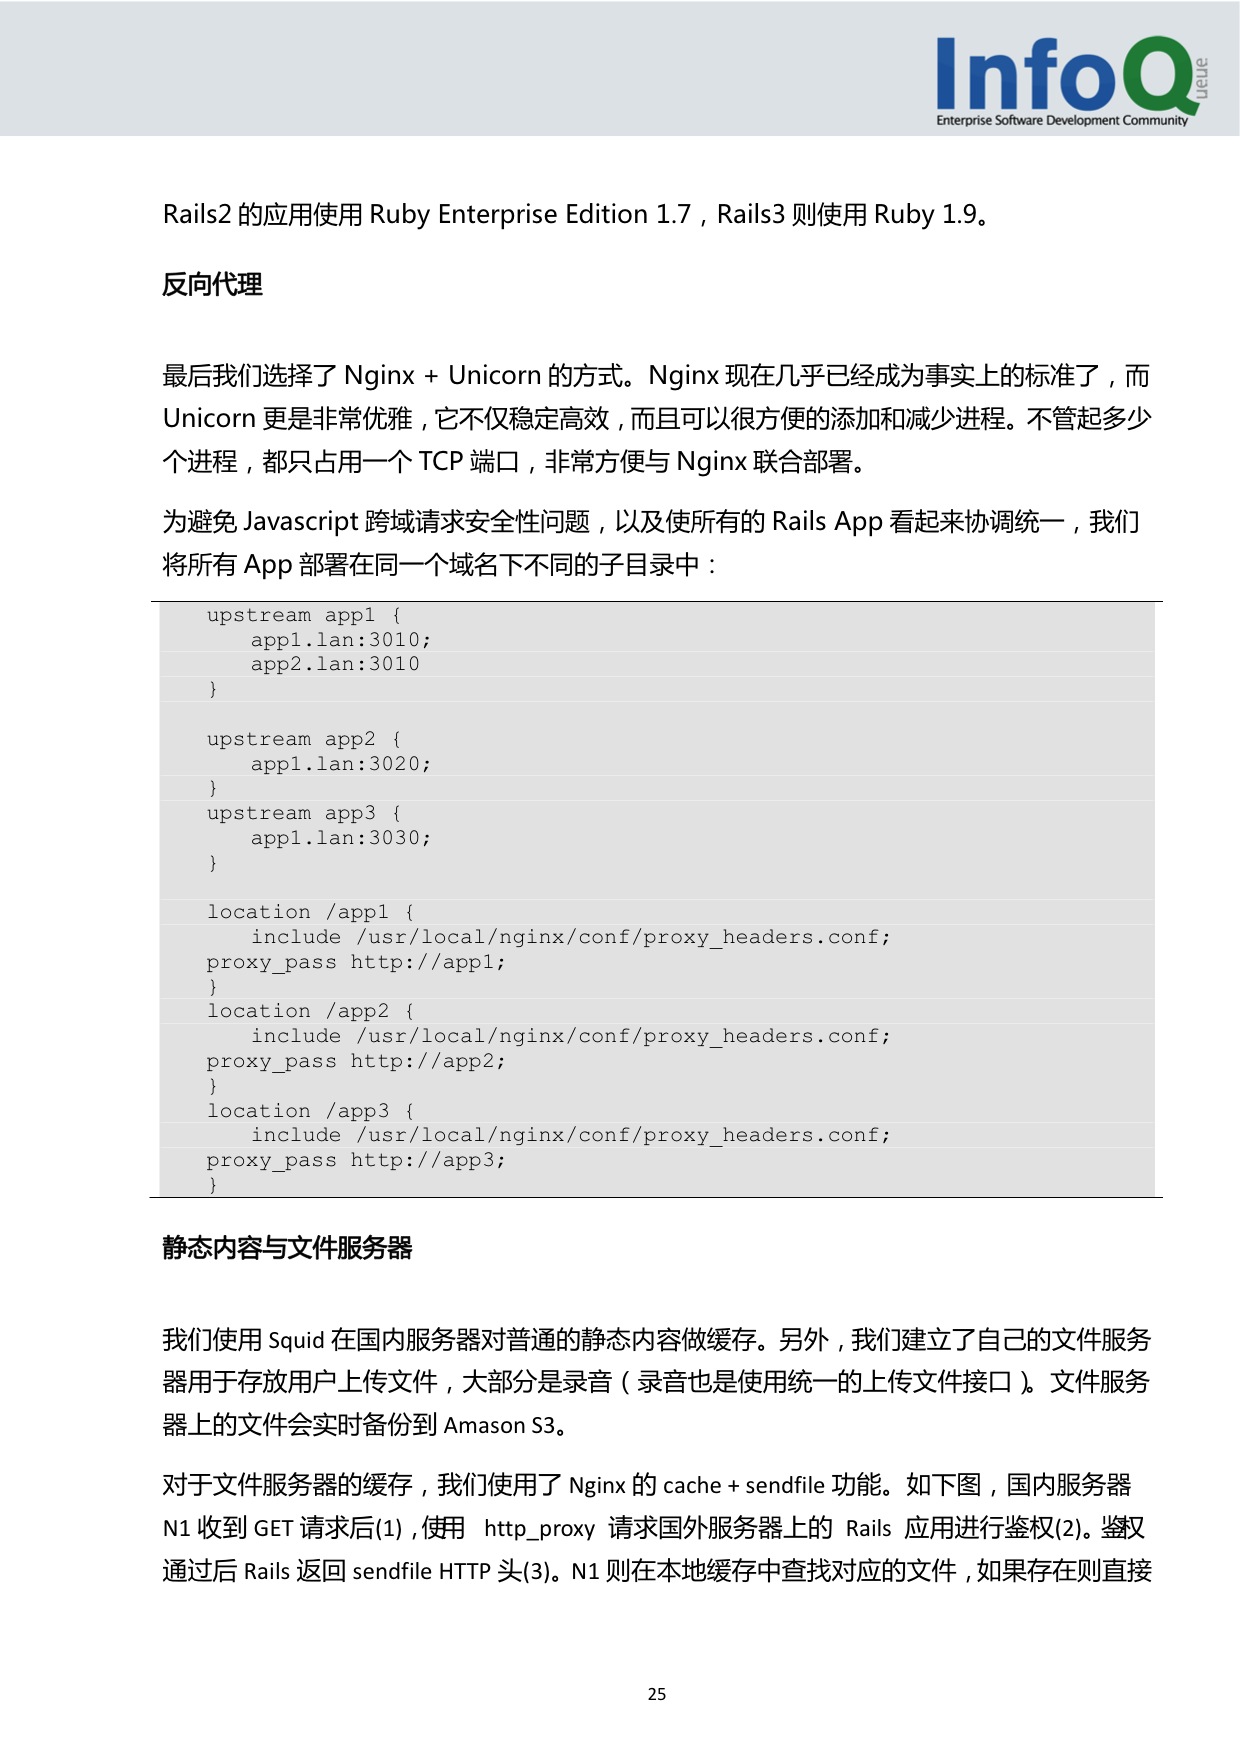 InfoQueue
Enterprise Software Development Community
Rails2 的应用使用 Ruby Enterprise Edition 1.7，Rails3 则使用 Ruby 1.9。
反向代理
最后我们选择了 Nginx + Unicorn 的方式。Nginx 现在几乎已经成为事实上的标准了，而
Unicorn 更是非常优雅，它不仅稳定高效，而且可以很方便的添加和减少进程。不管起多少
个进程，都只占用一个 TCP 端口，非常方便与 Nginx 联合部署。
为避免 Javascript 跨域请求安全性问题，以及使所有的 Rails App 看起来协调统一，我们
将所有 App 部署在同一个域名下不同的子目录中：
upstream app1 {
app1.lan:3010;
app2.lan:3010
}
upstream app2 {
app1.lan:3020;
}
upstream app3 {
app1.lan:3030;
}
location /app1 {
include /usr/local/nginx/conf/proxy_headers.conf;
proxy_pass http://app1;
}
location /app2 {
include /usr/local/nginx/conf/proxy_headers.conf;
proxy_pass http://app2;
}
location /app3 {
include /usr/local/nginx/conf/proxy_headers.conf;
proxy_pass http://app3;
}
静态内容与文件服务器
我们使用 Squid 在国内服务器对普通的静态内容做缓存。另外，我们建立了自己的文件服务
器用于存放用户上传文件，大部分是录音（录音也是使用统一的上传文件接口）。文件服务
器上的文件会实时备份到 Amason S3。
对于文件服务器的缓存，我们使用了 Nginx 的 cache + sendfile 功能。如下图，国内服务器
N1 收到 GET 请求后(1)，使用 http_proxy 请求国外服务器上的 Rails 应用进行鉴权(2)。鉴权
通过后 Rails 返回 sendfile HTTP 头(3)。N1 则在本地缓存中查找对应的文件，如果存在则直接
25